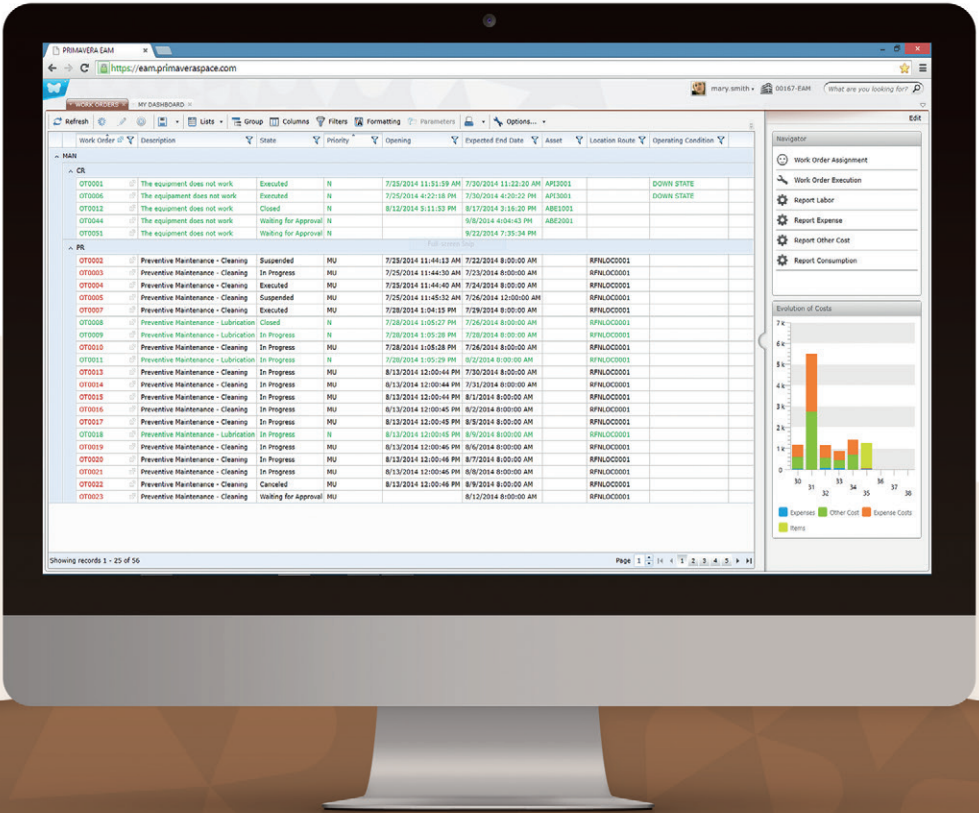 PRIMAVERA EAM
https://eam.primaveraspace.com
mary.smith 00167-EAM What are you looking for?
WORK ORDERS MY DASHBOARD
Refresh Lists Group Columns Filters Formatting Parameters Options...
Edit
Work Order Description State Priority Opening Expected End Date Asset Location Route Operating Condition
MAN
CR
OT0001 The equipment does not work Executed N 7/25/2014 11:51:59 AM 7/30/2014 11:22:20 AM API3001 DOWN STATE
OT0006 The equipament does not work Executed N 7/25/2014 4:22:18 PM 7/30/2014 4:20:22 PM API3001 DOWN STATE
OT0012 The equipment does not work Closed N 8/12/2014 5:11:53 PM 8/17/2014 3:16:20 PM ABE1001
OT0044 The equipment does not work Waiting for Approval N 9/8/2014 4:04:43 PM ABE2001
OT0051 The equipment does not work Waiting for Approval N 9/22/2014 7:35:34 PM
PR
OT0002 Preventive Maintenance - Cleaning Suspended MU 7/25/2014 11:44:13 AM 7/22/2014 8:00:00 AM RFNLOC0001
OT0003 Preventive Maintenance - Cleaning In Progress MU 7/25/2014 11:44:30 AM 7/23/2014 8:00:00 AM RFNLOC0001
OT0004 Preventive Maintenance - Cleaning Executed MU 7/25/2014 11:44:40 AM 7/24/2014 8:00:00 AM RFNLOC0001
OT0005 Preventive Maintenance - Cleaning Suspended MU 7/25/2014 11:45:32 AM 7/26/2014 12:00:00 AM RFNLOC0001
OT0007 Preventive Maintenance - Cleaning Executed MU 7/28/2014 1:04:15 PM 7/29/2014 8:00:00 AM RFNLOC0001
OT0008 Preventive Maintenance - Lubrication Closed N 7/28/2014 1:05:27 PM 7/26/2014 8:00:00 AM RFNLOC0001
OT0009 Preventive Maintenance - Lubrication In Progress N 7/28/2014 1:05:28 PM 7/28/2014 8:00:00 AM RFNLOC0001
OT0010 Preventive Maintenance - Cleaning In Progress MU 7/28/2014 1:05:28 PM 7/26/2014 8:00:00 AM RFNLOC0001
OT0011 Preventive Maintenance - Lubrication In Progress N 7/28/2014 1:05:29 PM 8/2/2014 8:00:00 AM RFNLOC0001
OT0013 Preventive Maintenance - Cleaning In Progress MU 8/13/2014 12:00:44 PM 7/30/2014 8:00:00 AM RFNLOC0001
OT0014 Preventive Maintenance - Cleaning In Progress MU 8/13/2014 12:00:44 PM 7/31/2014 8:00:00 AM RFNLOC0001
OT0015 Preventive Maintenance - Cleaning In Progress MU 8/13/2014 12:00:44 PM 8/1/2014 8:00:00 AM RFNLOC0001
OT0016 Preventive Maintenance - Cleaning In Progress MU 8/13/2014 12:00:45 PM 8/2/2014 8:00:00 AM RFNLOC0001
OT0017 Preventive Maintenance - Cleaning In Progress MU 8/13/2014 12:00:45 PM 8/5/2014 8:00:00 AM RFNLOC0001
OT0018 Preventive Maintenance - Lubrication In Progress N 8/13/2014 12:00:45 PM 8/9/2014 8:00:00 AM RFNLOC0001
OT0019 Preventive Maintenance - Cleaning In Progress MU 8/13/2014 12:00:45 PM 8/6/2014 8:00:00 AM RFNLOC0001
OT0020 Preventive Maintenance - Cleaning In Progress MU 8/13/2014 12:00:46 PM 8/7/2014 8:00:00 AM RFNLOC0001
OT0021 Preventive Maintenance - Cleaning In Progress MU 8/13/2014 12:00:46 PM 8/8/2014 8:00:00 AM RFNLOC0001
OT0022 Preventive Maintenance - Cleaning Canceled MU 8/13/2014 12:00:46 PM 8/9/2014 8:00:00 AM RFNLOC0001
OT0023 Preventive Maintenance - Cleaning Waiting for Approval MU 8/12/2014 8:00:00 AM RFNLOC0001
Showing records 1 - 25 of 56 Page 1 1 2 3 4 5
Navigator
Work Order Assignment
Work Order Execution
Report Labor
Report Expense
Report Other Cost
Report Consumption
Evolution of Costs
7 k
6 k
5 k
4 k
3 k
2 k
1 k
0
30 31 32 33 34 35 36 37 38
Expenses Other Cost Expense Costs
Items